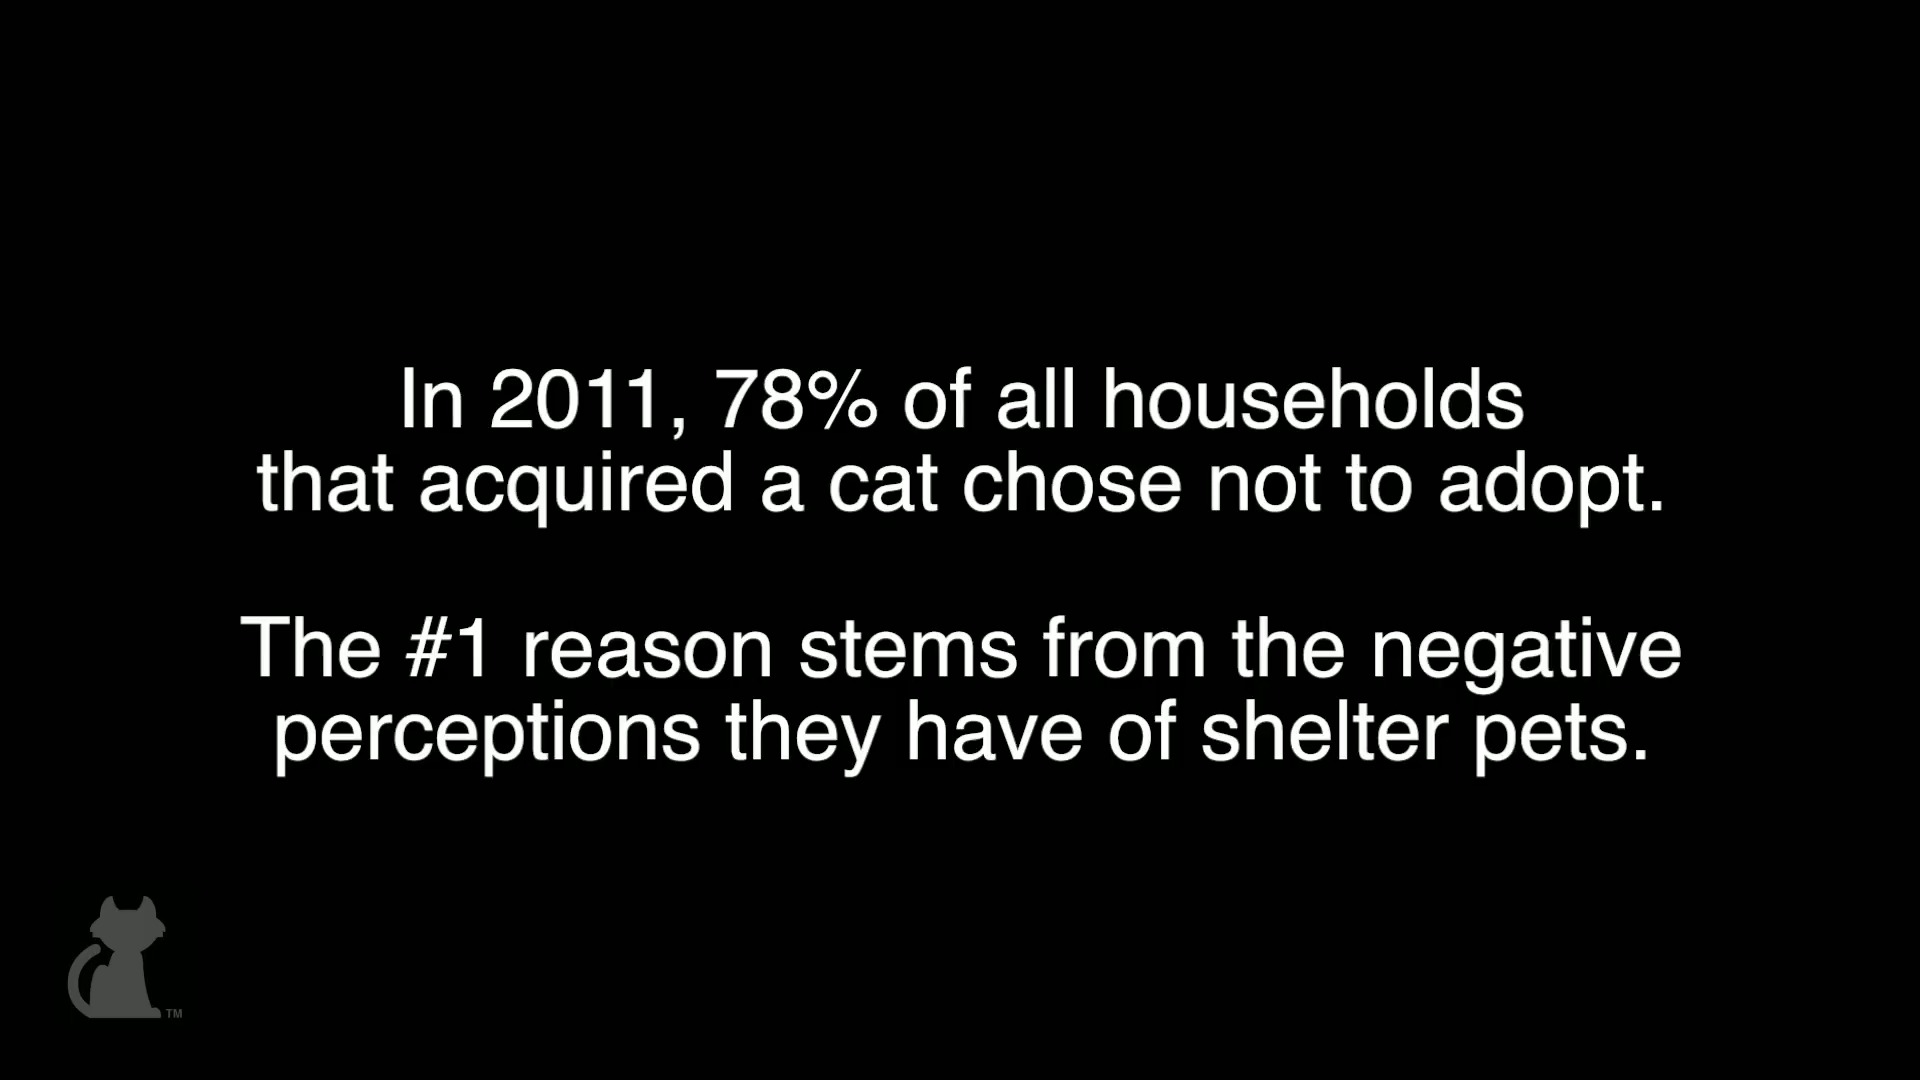 In 2011, 78% of all households
that acquired a cat chose not to adopt.
The #1 reason stems from the negative
perceptions they have of shelter pets.
TM